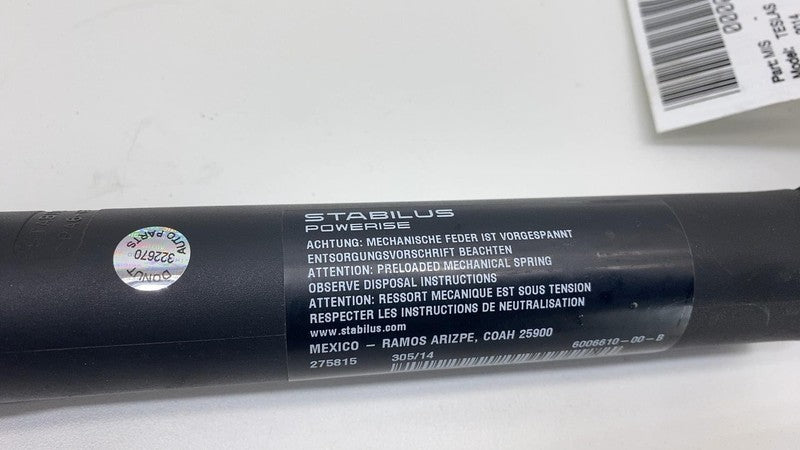 STABILUS
POWERISE
ACHTUNG: MECHANISCHE FEDER IST VORGESPANNT
ENTSORGUNGSVORSCHRIFT BEACHTEN
ATTENTION: PRELOADED MECHANICAL SPRING
OBSERVE DISPOSAL INSTRUCTIONS
ATTENTION: RESSORT MECANIQUE EST SOUS TENSION
RESPECTER LES INSTRUCTIONS DE NEUTRALISATION
www.stabilus.com
MEXICO – RAMOS ARIZPE, COAH 25900
275815 305/14 6006610-00-B
AUTO PARTS
322670
Part: M/S
TESLAS
Model:
2014